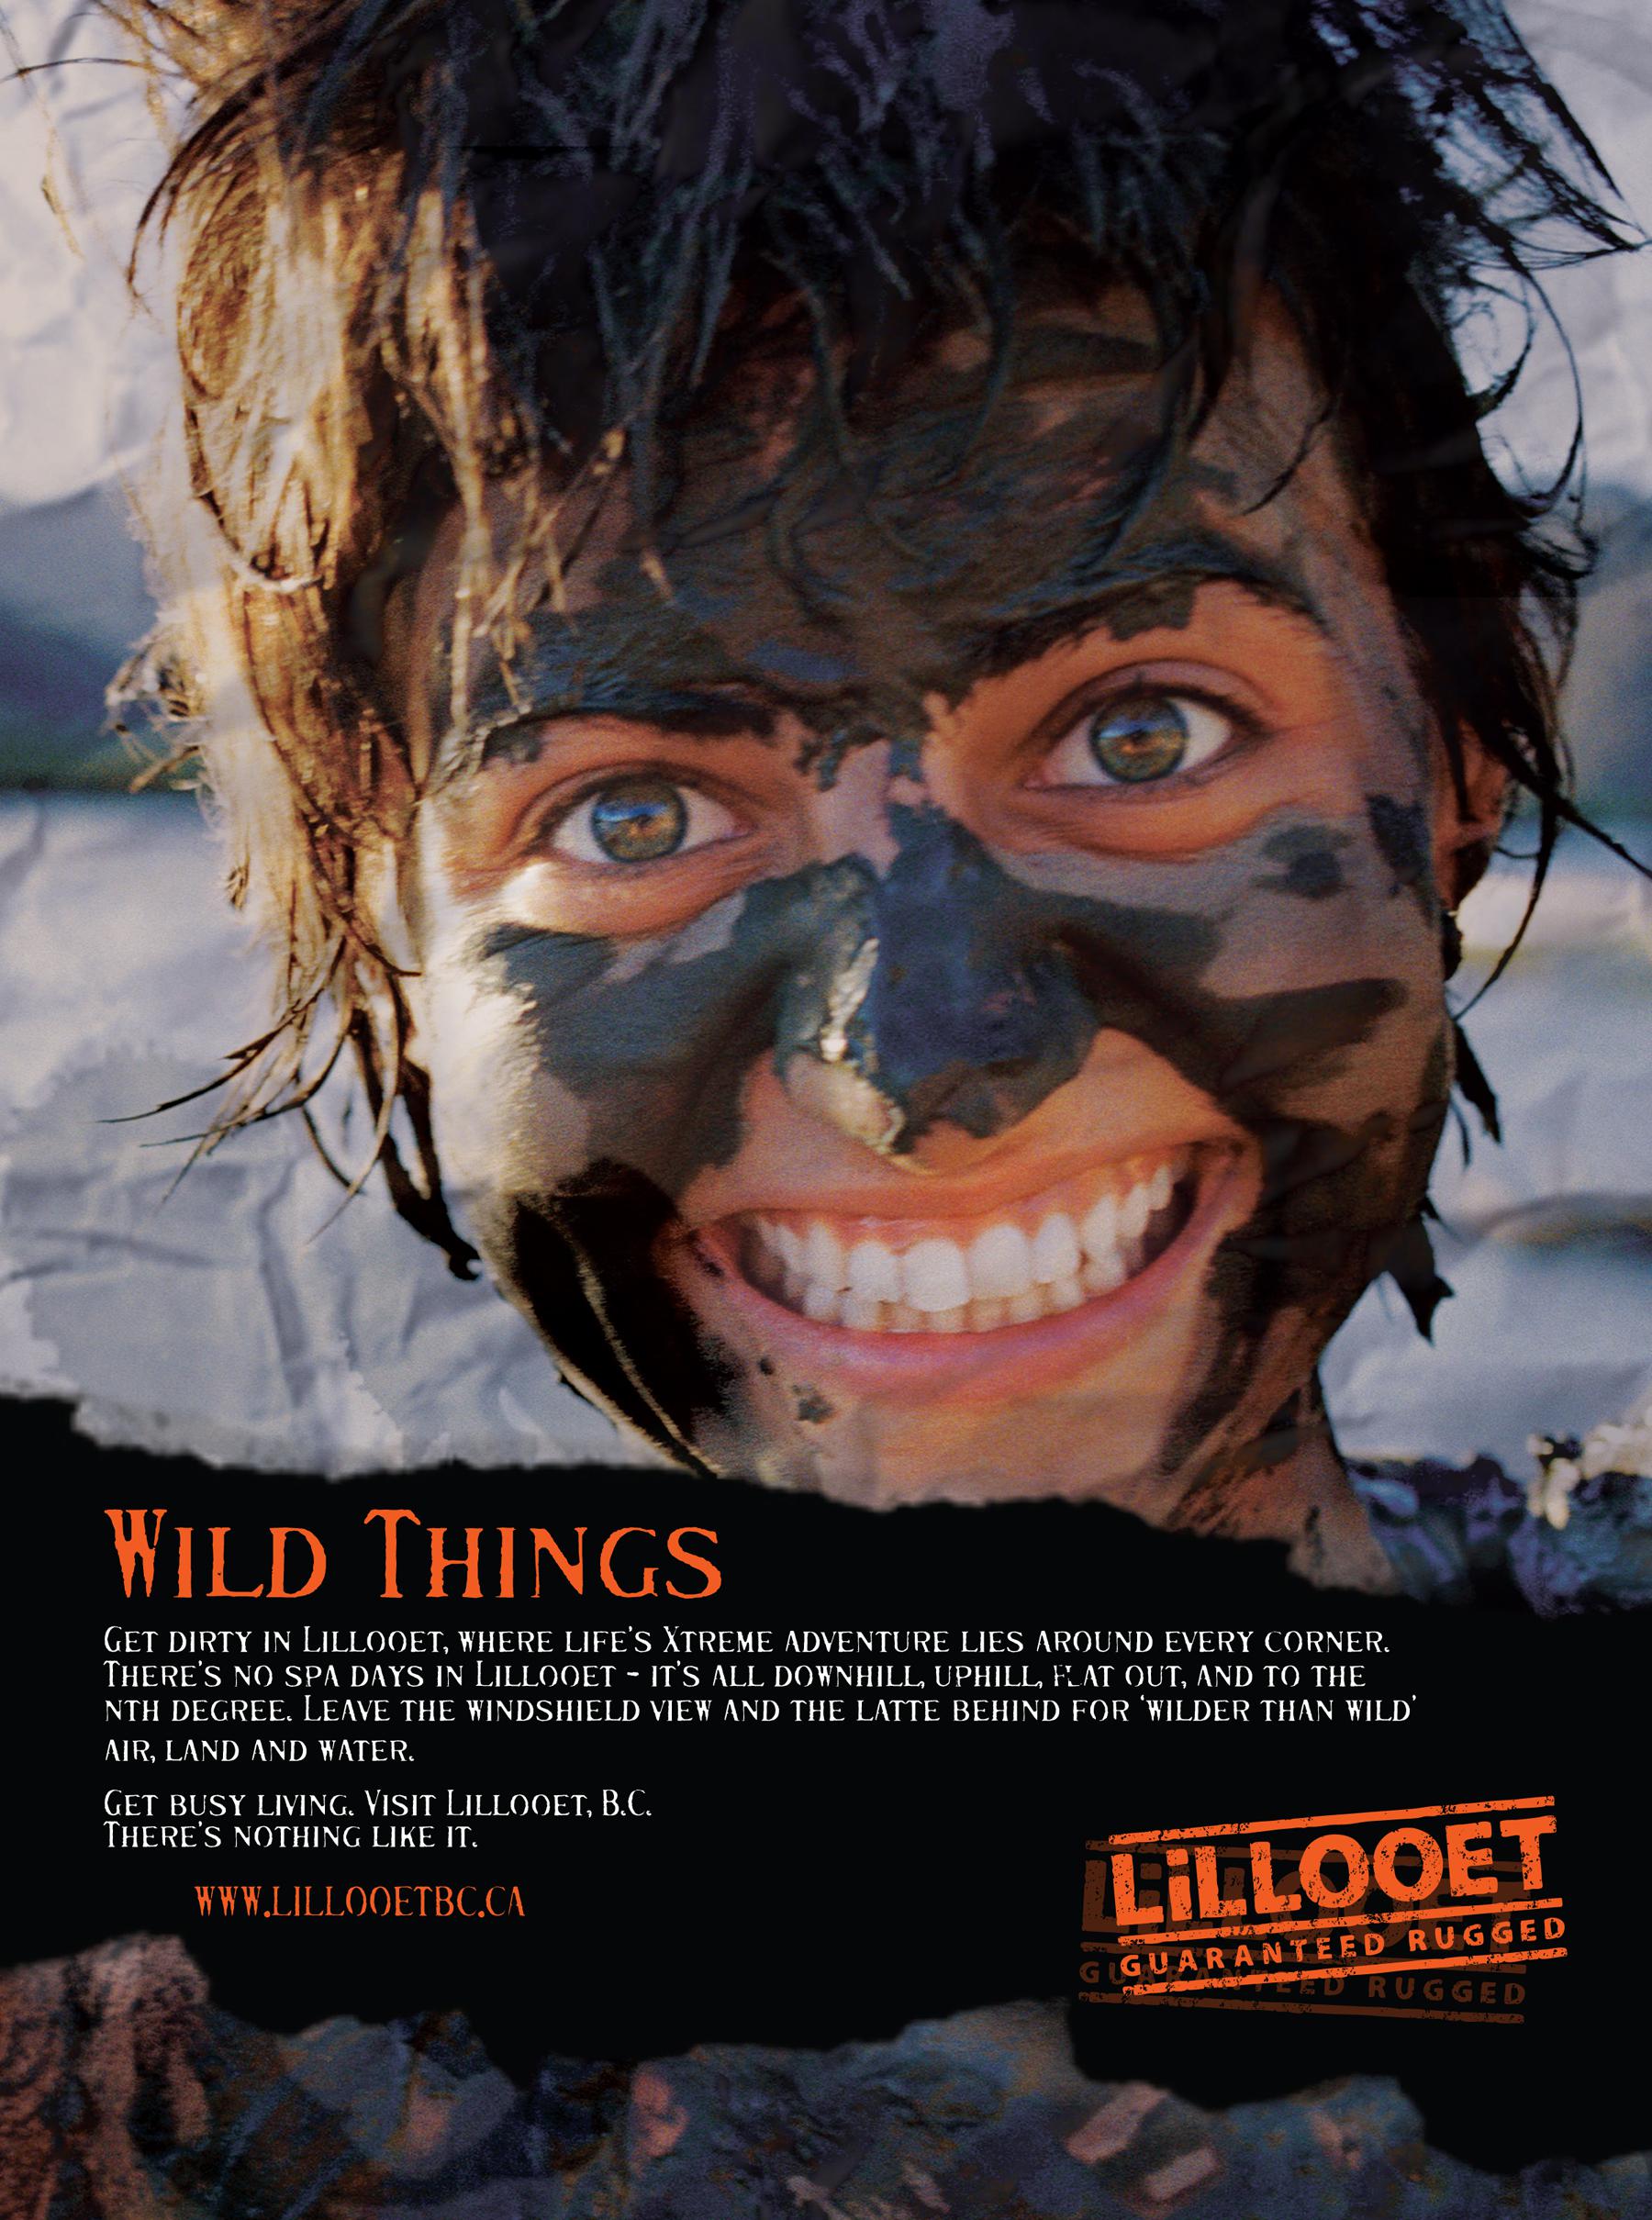 Wild Things
Get dirty in Lillooet, where life's Xtreme adventure lies around every corner.
There's no spa days in Lillooet - it's all downhill, uphill, flat out, and to the
nth degree. Leave the windshield view and the latte behind for 'wilder than wild'
air, land and water.
Get busy living. Visit Lillooet, B.C.
There's nothing like it.
www.lillooetbc.ca
LiLLOOET
GUARANTEED RUGGED